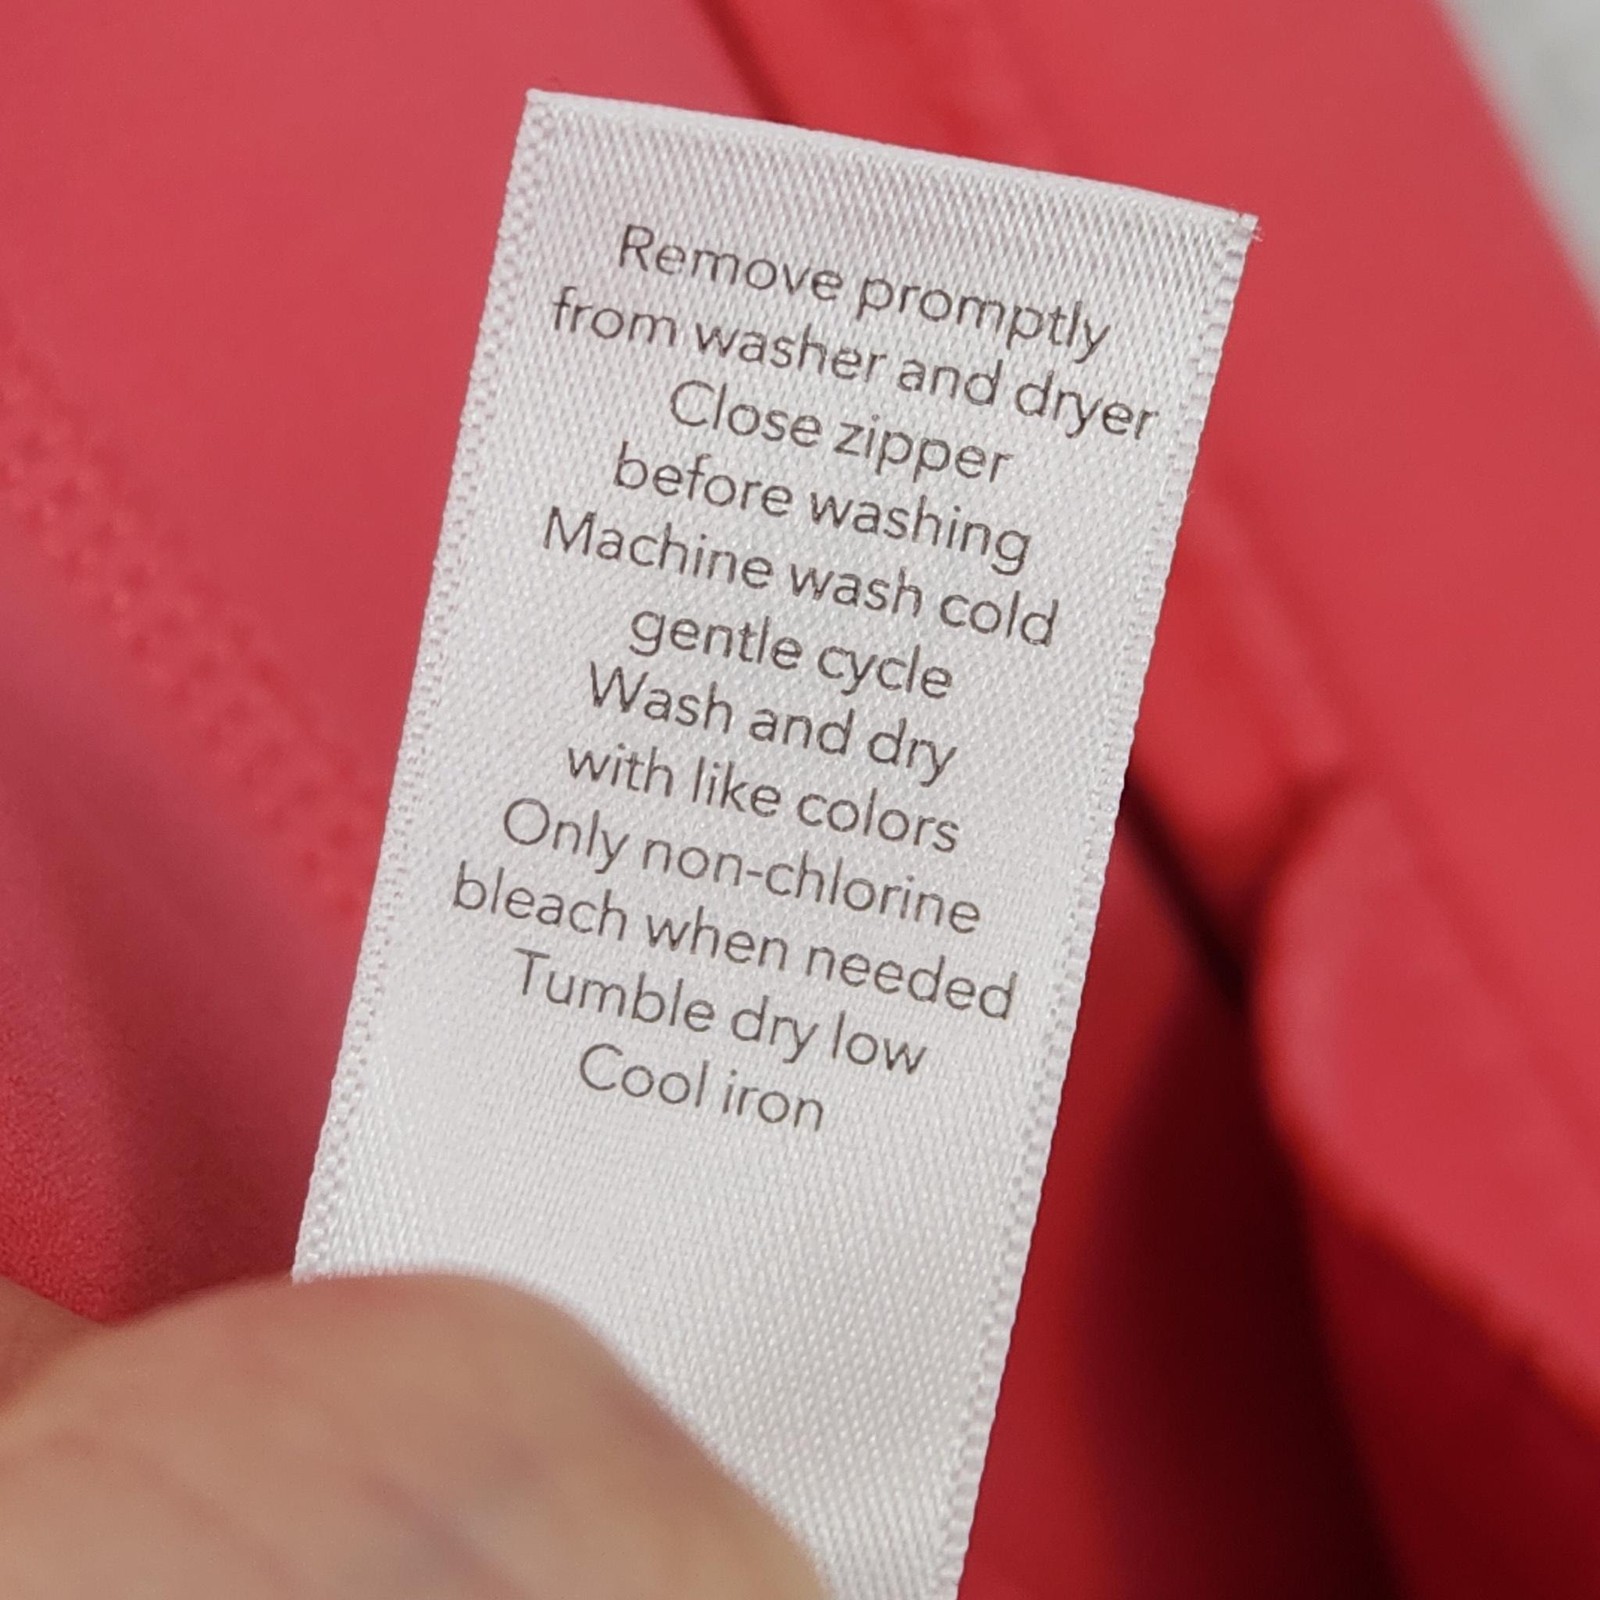 Remove promptly
from washer and dryer
Close zipper
before washing
Machine wash cold
gentle cycle
Wash and dry
with like colors
Only non-chlorine
bleach when needed
Tumble dry low
Cool iron